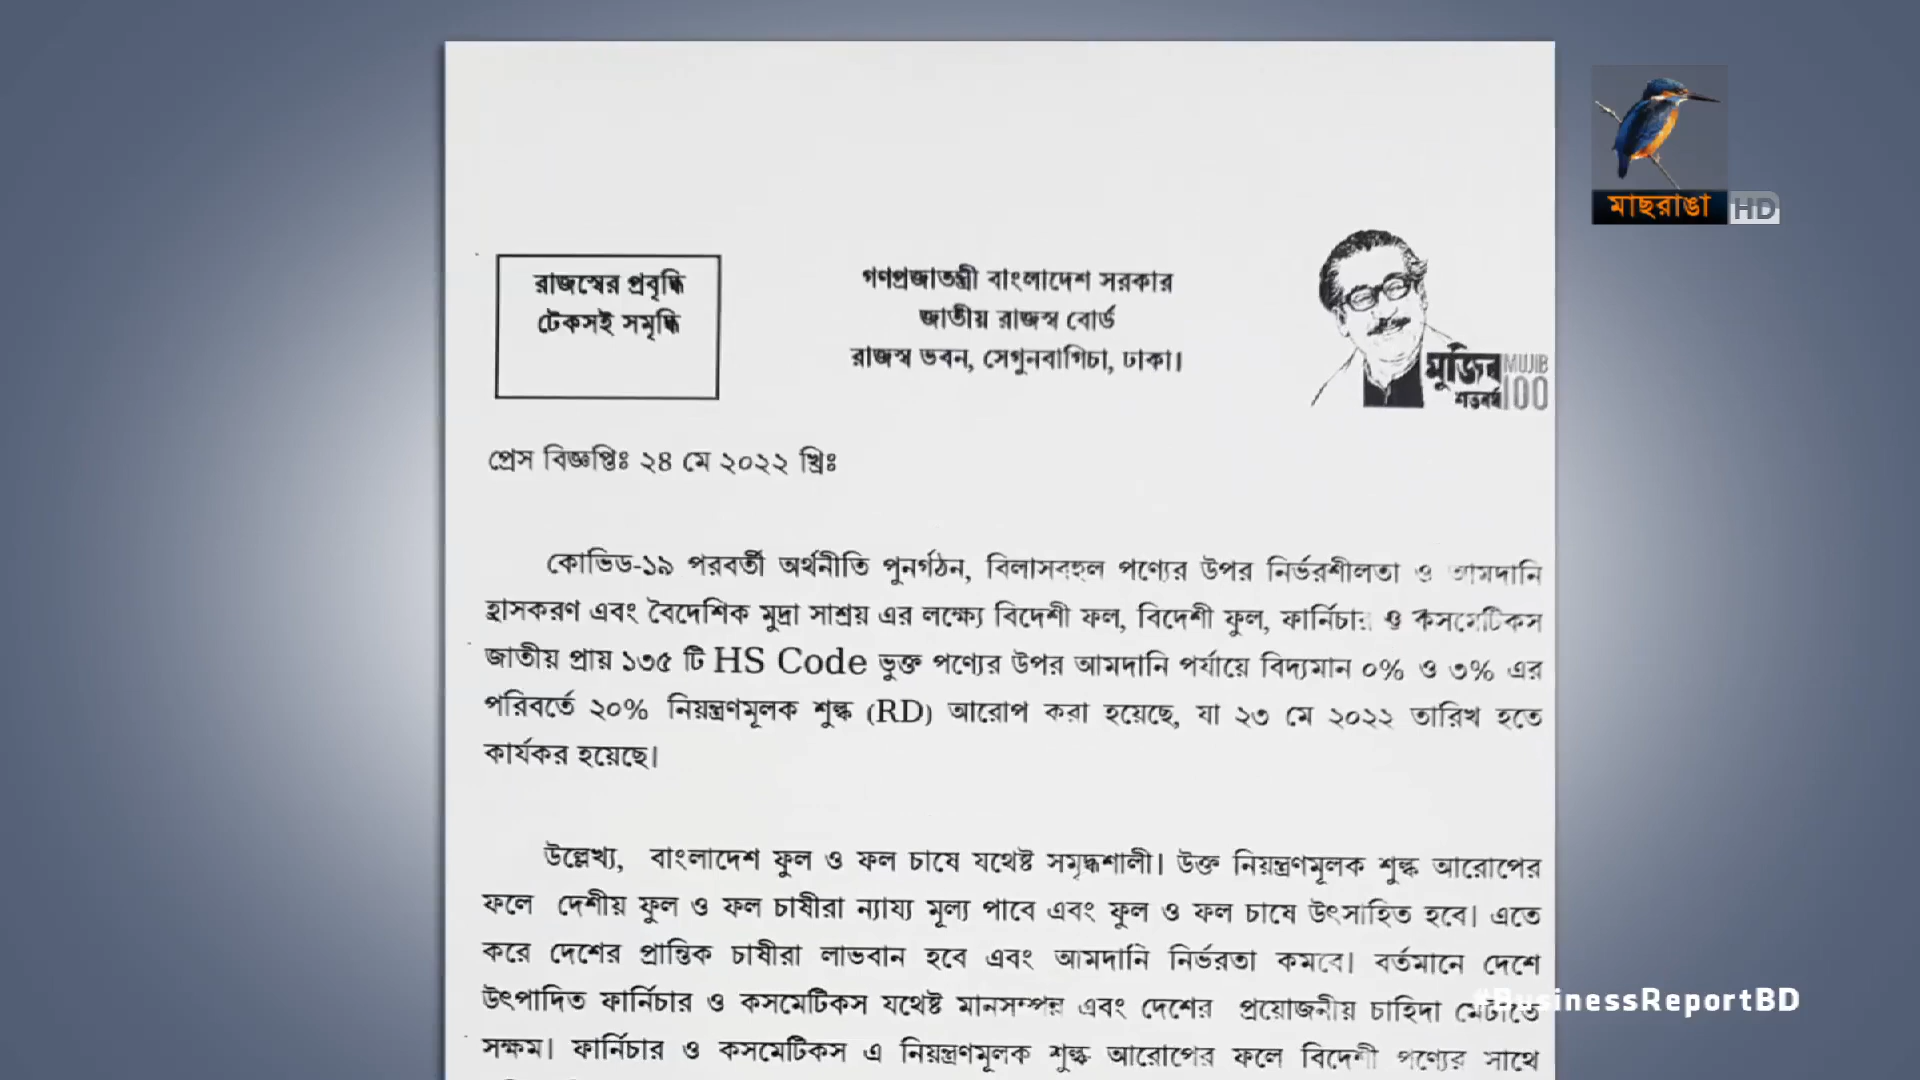 মাছরাঙা HD
রাজস্বের প্রবৃদ্ধি
টেকসই সমৃদ্ধি
গণপ্রজাতন্ত্রী বাংলাদেশ সরকার
জাতীয় রাজস্ব বোর্ড
রাজস্ব ভবন, সেগুনবাগিচা, ঢাকা।
মুজিব MUJIB
শতবর্ষ 100
প্রেস বিজ্ঞপ্তিঃ ২৪ মে ২০২২ খ্রিঃ
কোভিড-১৯ পরবর্তী অর্থনীতি পুনর্গঠন, বিলাসবহুল পণ্যের উপর নির্ভরশীলতা ও আমদানি
হ্রাসকরণ এবং বৈদেশিক মুদ্রা সাশ্রয় এর লক্ষ্যে বিদেশী ফল, বিদেশী ফুল, ফার্নিচার ও কসমেটিকস
জাতীয় প্রায় ১৩৫ টি HS Code ভুক্ত পণ্যের উপর আমদানি পর্যায়ে বিদ্যমান ০% ও ৩% এর
পরিবর্তে ২০% নিয়ন্ত্রণমূলক শুল্ক (RD) আরোপ করা হয়েছে, যা ২৩ মে ২০২২ তারিখ হতে
কার্যকর হয়েছে।
উল্লেখ্য, বাংলাদেশ ফুল ও ফল চাষে যথেষ্ট সমৃদ্ধশালী। উক্ত নিয়ন্ত্রণমূলক শুল্ক আরোপের
ফলে দেশীয় ফুল ও ফল চাষীরা ন্যায্য মূল্য পাবে এবং ফুল ও ফল চাষে উৎসাহিত হবে। এতে
করে দেশের প্রান্তিক চাষীরা লাভবান হবে এবং আমদানি নির্ভরতা কমবে। বর্তমানে দেশে
উৎপাদিত ফার্নিচার ও কসমেটিকস যথেষ্ট মানসম্পন্ন এবং দেশের প্রয়োজনীয় চাহিদা মেটাতে
#BusinessReportBD
সক্ষম। ফার্নিচার ও কসমেটিকস এ নিয়ন্ত্রণমূলক শুল্ক আরোপের ফলে বিদেশী পণ্যের সাথে